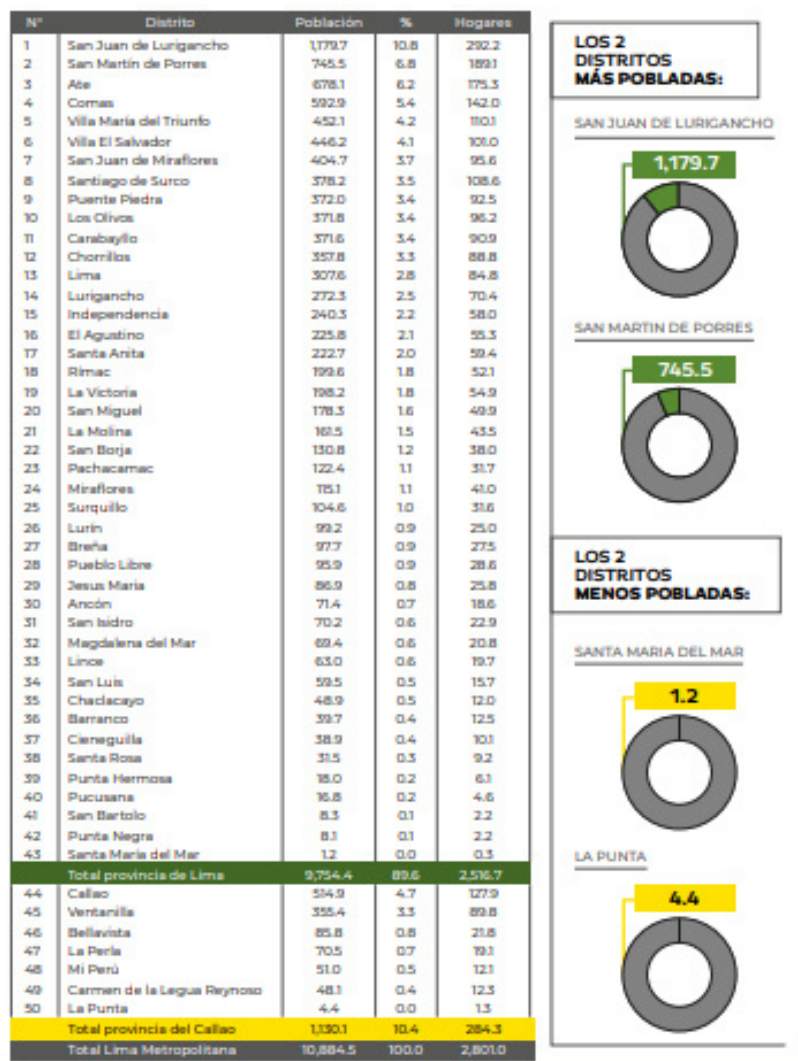 N° Distrito Población % Hogares
1 San Juan de Lurigancho 1,179.7 10.8 292.2
2 San Martín de Porres 745.5 6.8 189.1
3 Ate 678.1 6.2 175.3
4 Comas 592.9 5.4 142.0
5 Villa María del Triunfo 452.1 4.2 110.1
6 Villa El Salvador 446.2 4.1 101.0
7 San Juan de Miraflores 404.7 3.7 95.6
8 Santiago de Surco 378.2 3.5 108.6
9 Puente Piedra 372.0 3.4 92.5
10 Los Olivos 371.8 3.4 96.2
11 Carabayllo 371.6 3.4 90.9
12 Chorrillos 357.8 3.3 88.8
13 Lima 307.6 2.8 84.8
14 Lurigancho 272.3 2.5 70.4
15 Independencia 240.3 2.2 58.0
16 El Agustino 225.8 2.1 55.3
17 Santa Anita 222.7 2.0 59.4
18 Rímac 199.6 1.8 52.1
19 La Victoria 198.2 1.8 54.9
20 San Miguel 178.3 1.6 49.9
21 La Molina 161.5 1.5 43.5
22 San Borja 130.8 1.2 38.0
23 Pachacamac 122.4 1.1 31.7
24 Miraflores 115.1 1.1 41.0
25 Surquillo 104.6 1.0 31.6
26 Lurín 99.2 0.9 25.0
27 Breña 97.7 0.9 27.5
28 Pueblo Libre 95.9 0.9 28.6
29 Jesus María 86.9 0.8 25.8
30 Ancón 71.4 0.7 18.6
31 San Isidro 70.2 0.6 22.9
32 Magdalena del Mar 69.4 0.6 20.8
33 Lince 63.0 0.6 19.7
34 San Luis 59.5 0.5 15.7
35 Chaclacayo 48.9 0.5 12.0
36 Barranco 39.7 0.4 12.5
37 Cieneguilla 38.9 0.4 10.1
38 Santa Rosa 31.5 0.3 9.2
39 Punta Hermosa 18.0 0.2 6.1
40 Pucusana 16.8 0.2 4.6
41 San Bartolo 8.3 0.1 2.2
42 Punta Negra 8.1 0.1 2.2
43 Santa María del Mar 1.2 0.0 0.3
Total provincia de Lima 9,754.4 89.6 2,516.7
44 Callao 514.9 4.7 127.9
45 Ventanilla 355.4 3.3 89.8
46 Bellavista 85.8 0.8 21.8
47 La Perla 70.5 0.7 19.1
48 Mi Perú 51.0 0.5 12.1
49 Carmen de la Legua Reynoso 48.1 0.4 12.3
50 La Punta 4.4 0.0 1.3
Total provincia del Callao 1,130.1 10.4 284.3
Total Lima Metropolitana 10,884.5 100.0 2,801.0
LOS 2
DISTRITOS
MÁS POBLADAS:
SAN JUAN DE LURIGANCHO
1,179.7
SAN MARTIN DE PORRES
745.5
LOS 2
DISTRITOS
MENOS POBLADAS:
SANTA MARIA DEL MAR
1.2
LA PUNTA
4.4